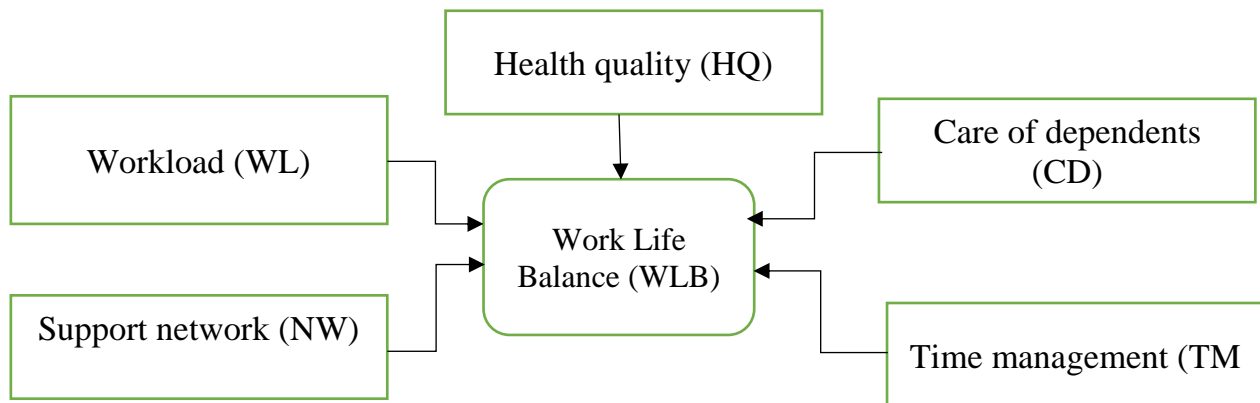 Health quality (HQ)
Workload (WL)
Care of dependents
(CD)
Work Life
Balance (WLB)
Support network (NW)
Time management (TM